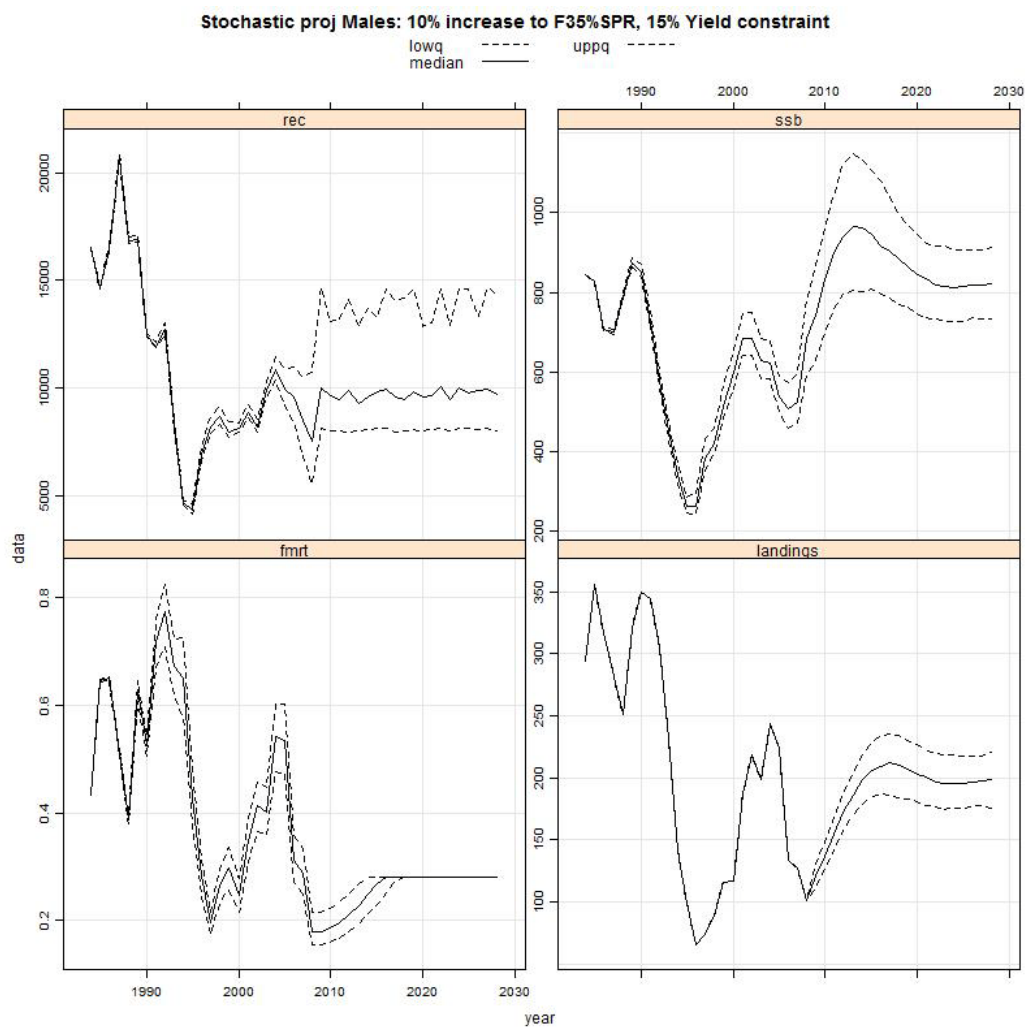 Stochastic proj Males: 10% increase to F35%SPR, 15% Yield constraint
lowq uppq
median
1990 2000 2010 2020 2030
rec ssb
20000
15000
10000
5000
1000
800
600
400
200
data
fmrt landings
0.8
0.6
0.4
0.2
350
300
250
200
150
100
1990 2000 2010 2020 2030
year